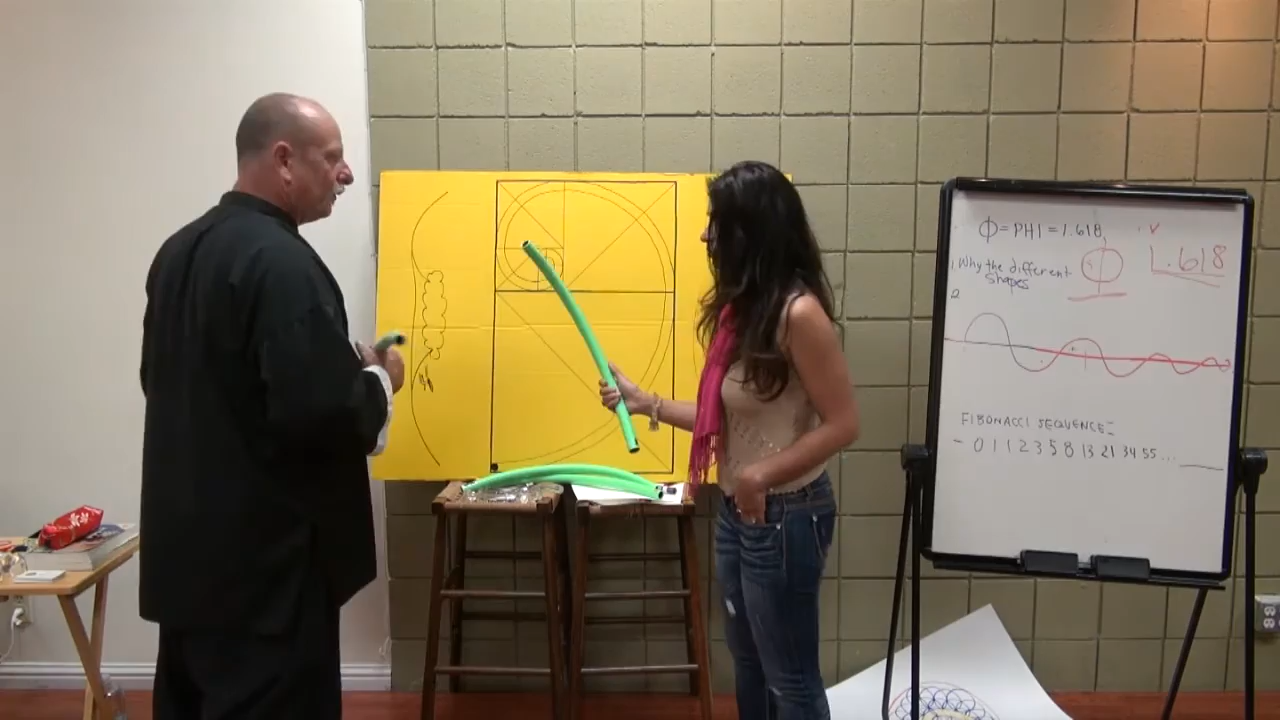 Φ = PHI = 1.618
1.618
1. Why the different
shapes
2
FIBONACCI SEQUENCE =
- 0 1 1 2 3 5 8 13 21 34 55 ... ___